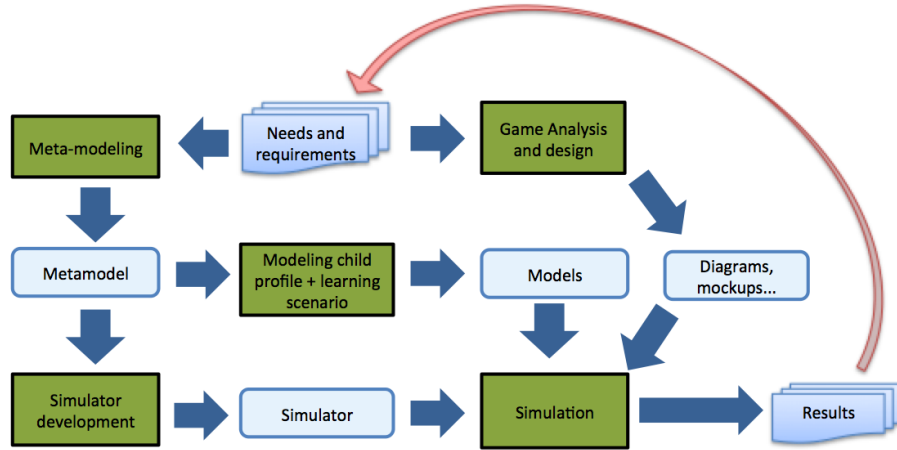 Meta-modeling
Needs and
requirements
Game Analysis
and design
Metamodel
Modeling child
profile + learning
scenario
Models
Diagrams,
mockups...
Simulator
development
Simulator
Simulation
Results